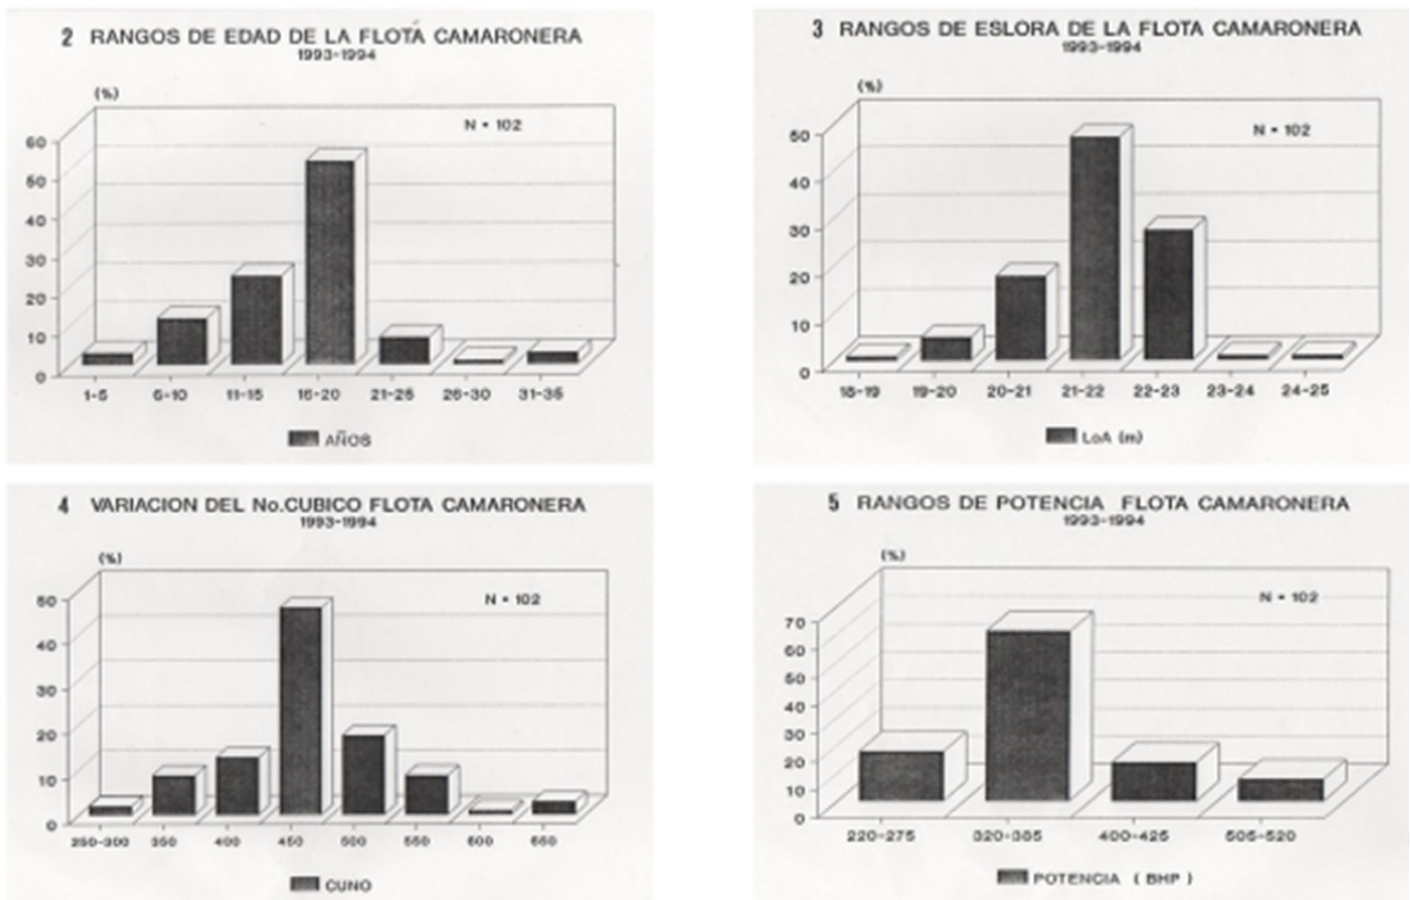 2 RANGOS DE EDAD DE LA FLOTA CAMARONERA
1993-1994
(%)
N = 102
60
50
40
30
20
10
0
1-5 6-10 11-15 16-20 21-25 26-30 31-35
AÑOS
3 RANGOS DE ESLORA DE LA FLOTA CAMARONERA
1993-1994
(%)
N = 102
50
40
30
20
10
0
18-19 19-20 20-21 21-22 22-23 23-24 24-25
LoA (m)
4 VARIACION DEL No.CUBICO FLOTA CAMARONERA
1993-1994
(%)
N = 102
50
40
30
20
10
0
250-300 350 400 450 500 550 600 650
CUNO
5 RANGOS DE POTENCIA FLOTA CAMARONERA
1993-1994
(%)
N = 102
70
60
50
40
30
20
10
0
220-275 320-365 400-425 505-520
POTENCIA ( BHP )